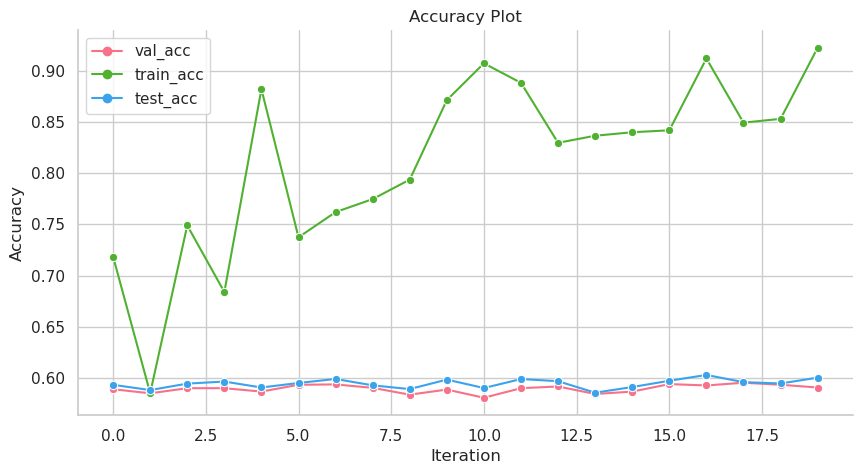 Accuracy Plot
val_acc
train_acc
test_acc
0.90
0.85
0.80
0.75
0.70
0.65
0.60
Accuracy
0.0
2.5
5.0
7.5
10.0
12.5
15.0
17.5
Iteration